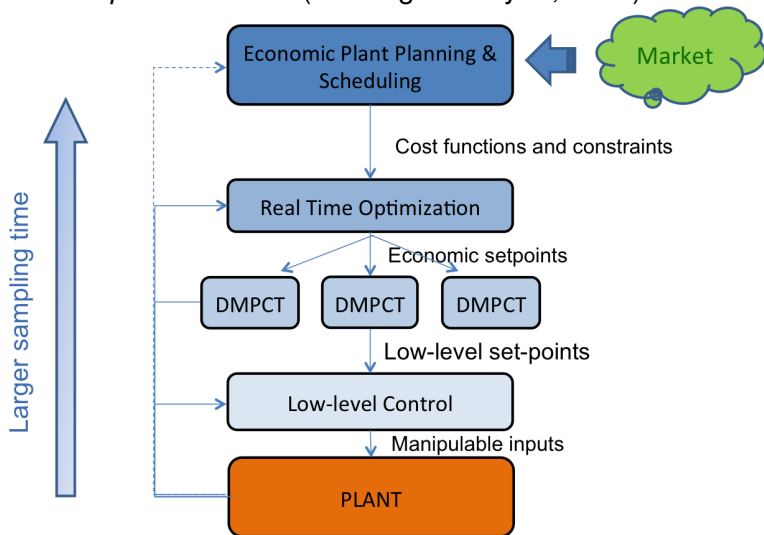 Economic Plant Planning &
Scheduling
Market
Cost functions and constraints
Real Time Optimization
Economic setpoints
DMPCT
DMPCT
DMPCT
Low-level set-points
Low-level Control
Manipulable inputs
PLANT
Larger sampling time